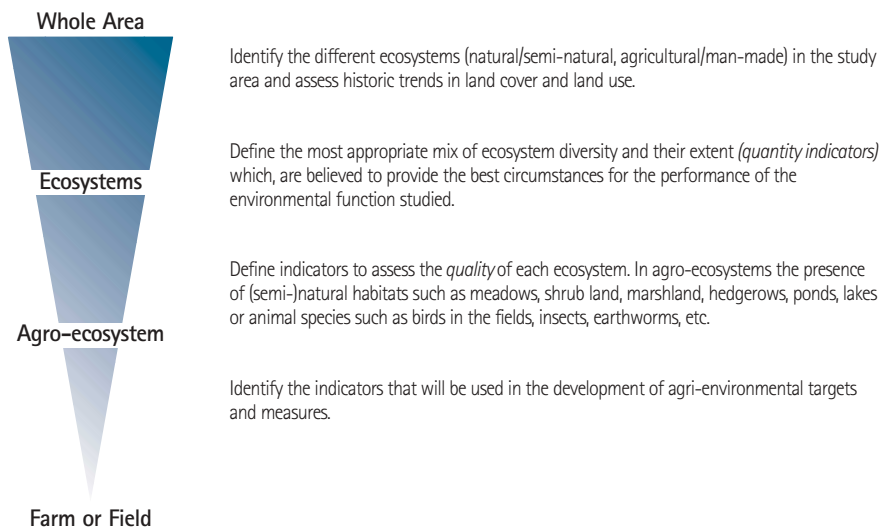 Whole Area
Identify the different ecosystems (natural/semi-natural, agricultural/man-made) in the study
area and assess historic trends in land cover and land use.
Define the most appropriate mix of ecosystem diversity and their extent (quantity indicators)
which, are believed to provide the best circumstances for the performance of the
environmental function studied.
Ecosystems
Define indicators to assess the quality of each ecosystem. In agro-ecosystems the presence
of (semi-)natural habitats such as meadows, shrub land, marshland, hedgerows, ponds, lakes
or animal species such as birds in the fields, insects, earthworms, etc.
Agro-ecosystem
Identify the indicators that will be used in the development of agri-environmental targets
and measures.
Farm or Field